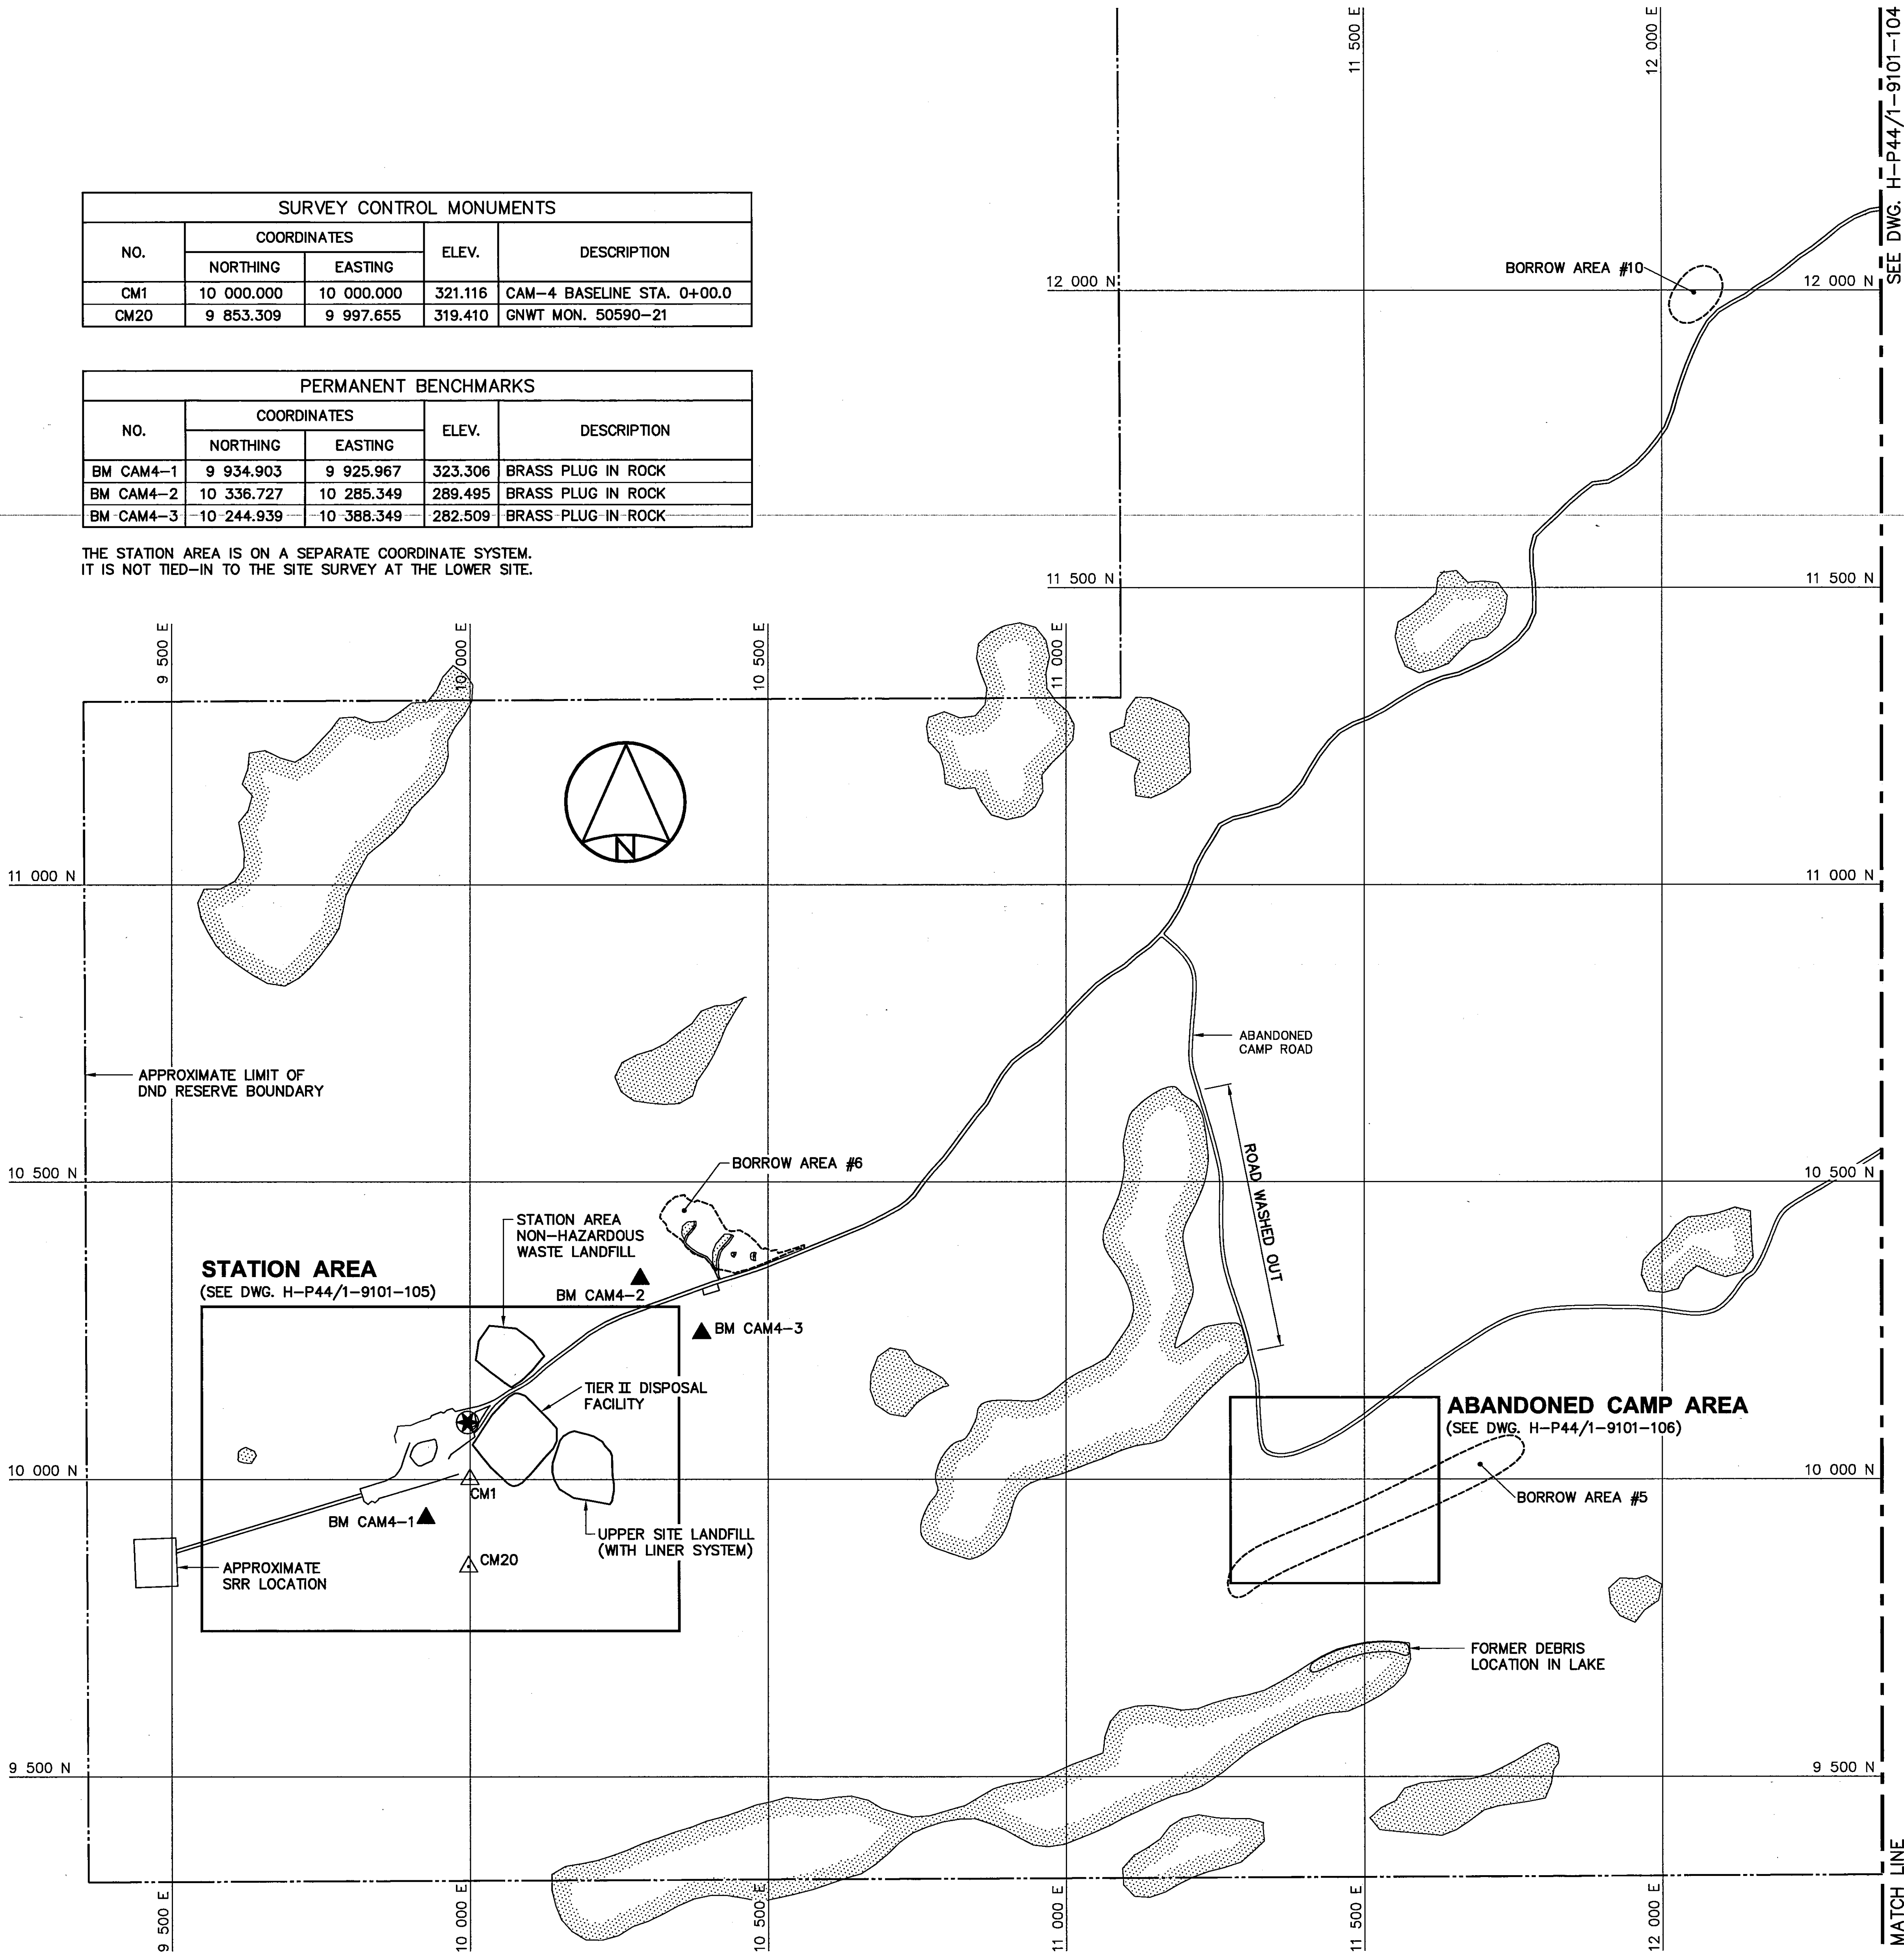 11 500 E
12 000 E
SEE DWG. H-P44/1-9101-104
SURVEY CONTROL MONUMENTS
NO. COORDINATES ELEV. DESCRIPTION
NORTHING EASTING
CM1 10 000.000 10 000.000 321.116 CAM-4 BASELINE STA. 0+00.0
CM20 9 853.309 9 997.655 319.410 GNWT MON. 50590-21
BORROW AREA #10
12 000 N
12 000 N
PERMANENT BENCHMARKS
NO. COORDINATES ELEV. DESCRIPTION
NORTHING EASTING
BM CAM4-1 9 934.903 9 925.967 323.306 BRASS PLUG IN ROCK
BM CAM4-2 10 336.727 10 285.349 289.495 BRASS PLUG IN ROCK
BM CAM4-3 10 244.939 10 388.349 282.509 BRASS PLUG IN ROCK
THE STATION AREA IS ON A SEPARATE COORDINATE SYSTEM.
IT IS NOT TIED-IN TO THE SITE SURVEY AT THE LOWER SITE.
11 500 N
11 500 N
9 500 E
10 000 E
10 500 E
11 000 E
N
11 000 N
11 000 N
ABANDONED
CAMP ROAD
APPROXIMATE LIMIT OF
DND RESERVE BOUNDARY
ROAD WASHED OUT
BORROW AREA #6
10 500 N
10 500 N
STATION AREA
NON-HAZARDOUS
WASTE LANDFILL
STATION AREA
(SEE DWG. H-P44/1-9101-105)
BM CAM4-2
BM CAM4-3
TIER II DISPOSAL
FACILITY
ABANDONED CAMP AREA
(SEE DWG. H-P44/1-9101-106)
10 000 N
10 000 N
CM1
BORROW AREA #5
BM CAM4-1
UPPER SITE LANDFILL
(WITH LINER SYSTEM)
CM20
APPROXIMATE
SRR LOCATION
FORMER DEBRIS
LOCATION IN LAKE
9 500 N
9 500 N
9 500 E
10 000 E
10 500 E
11 000 E
11 500 E
12 000 E
MATCH LINE